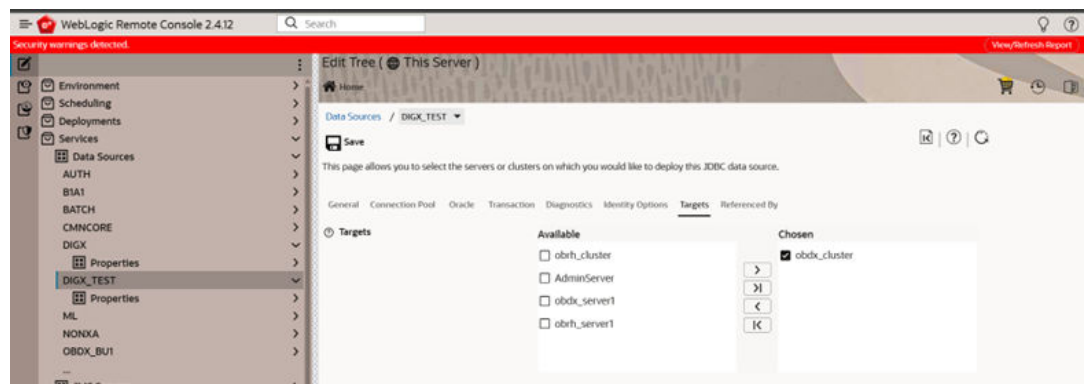 WebLogic Remote Console 2.4.12
Search
Security warnings detected.
View/Refresh Report
Edit Tree ( This Server )
Home
Environment
Scheduling
Deployments
Services
Data Sources
AUTH
B1A1
BATCH
CMNCORE
DIGX
Properties
DIGX_TEST
Properties
ML
NONXA
OBDX_BU1
...
Data Sources / DIGX_TEST
Save
This page allows you to select the servers or clusters on which you would like to deploy this JDBC data source.
General Connection Pool Oracle Transaction Diagnostics Identity Options Targets Referenced By
Targets
Available
obrh_cluster
AdminServer
obdx_server1
obrh_server1
Chosen
obdx_cluster